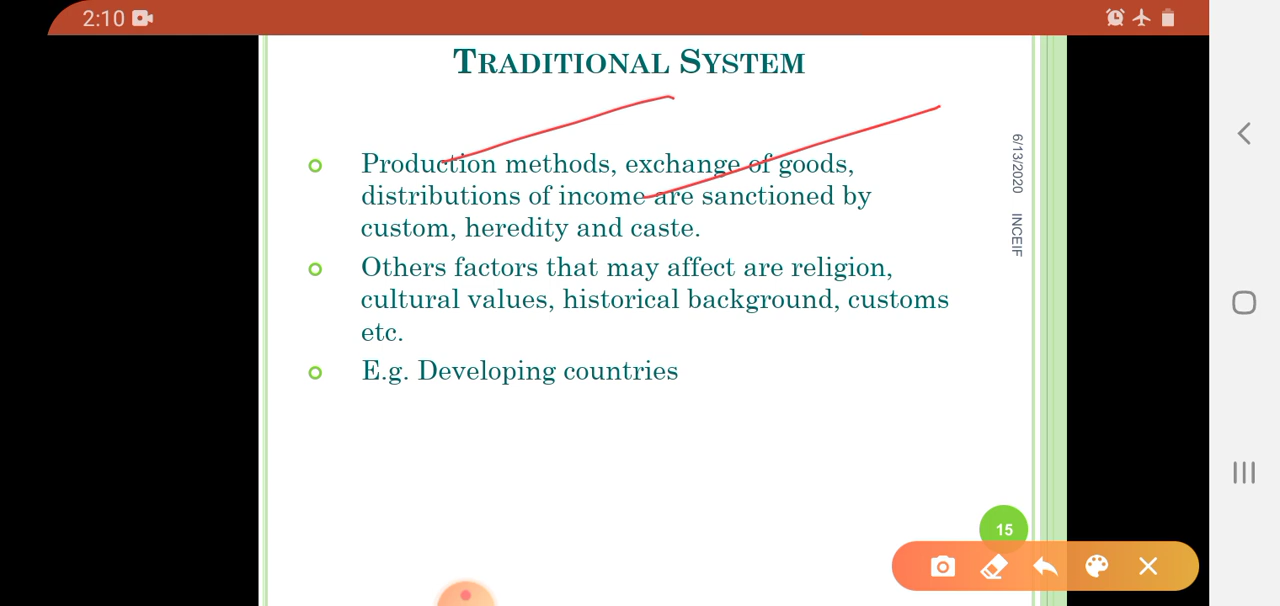 2:10
TRADITIONAL SYSTEM
Production methods, exchange of goods,
distributions of income are sanctioned by
custom, heredity and caste.
Others factors that may affect are religion,
cultural values, historical background, customs
etc.
E.g. Developing countries
6/13/2020 INCEIF
15